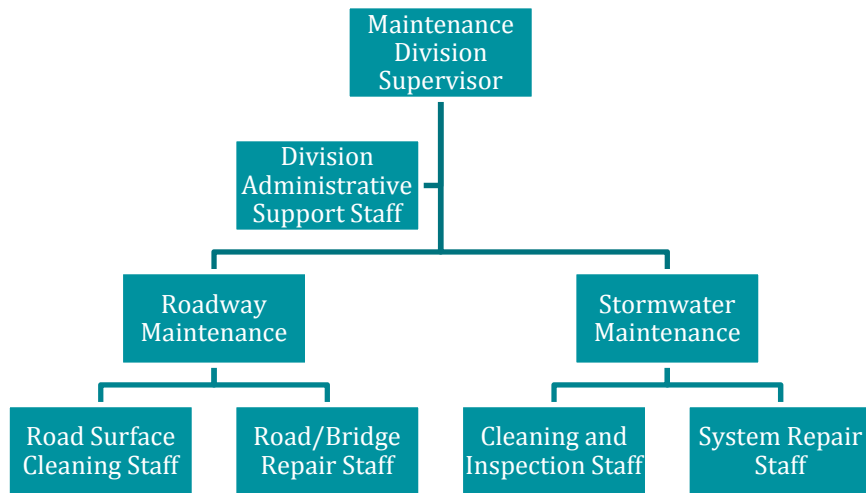 Maintenance
Division
Supervisor
Division
Administrative
Support Staff
Roadway
Maintenance
Stormwater
Maintenance
Road Surface
Cleaning Staff
Road/Bridge
Repair Staff
Cleaning and
Inspection Staff
System Repair
Staff